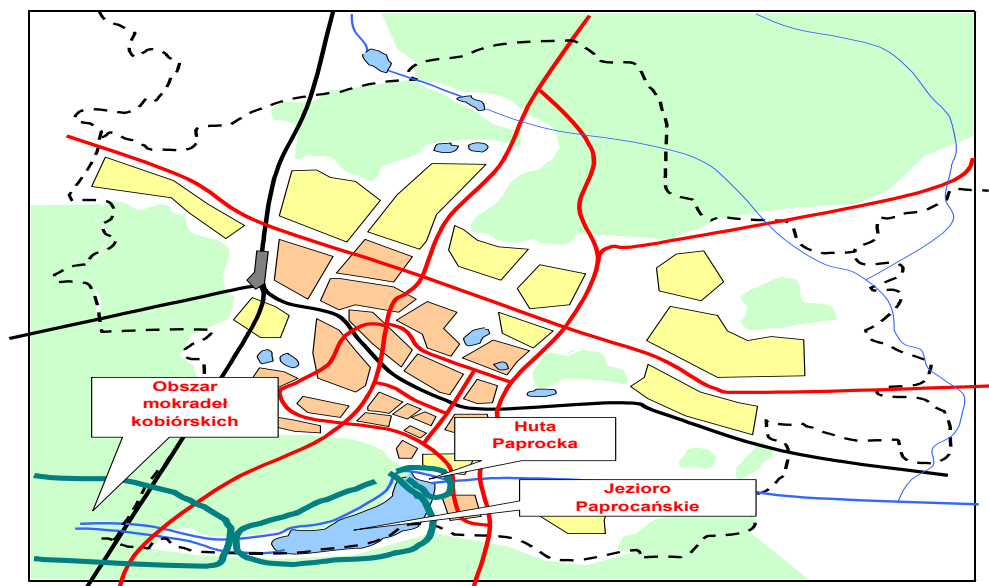 Obszar
mokradeł
kobiórskich
Huta
Paprocka
Jezioro
Paprocańskie